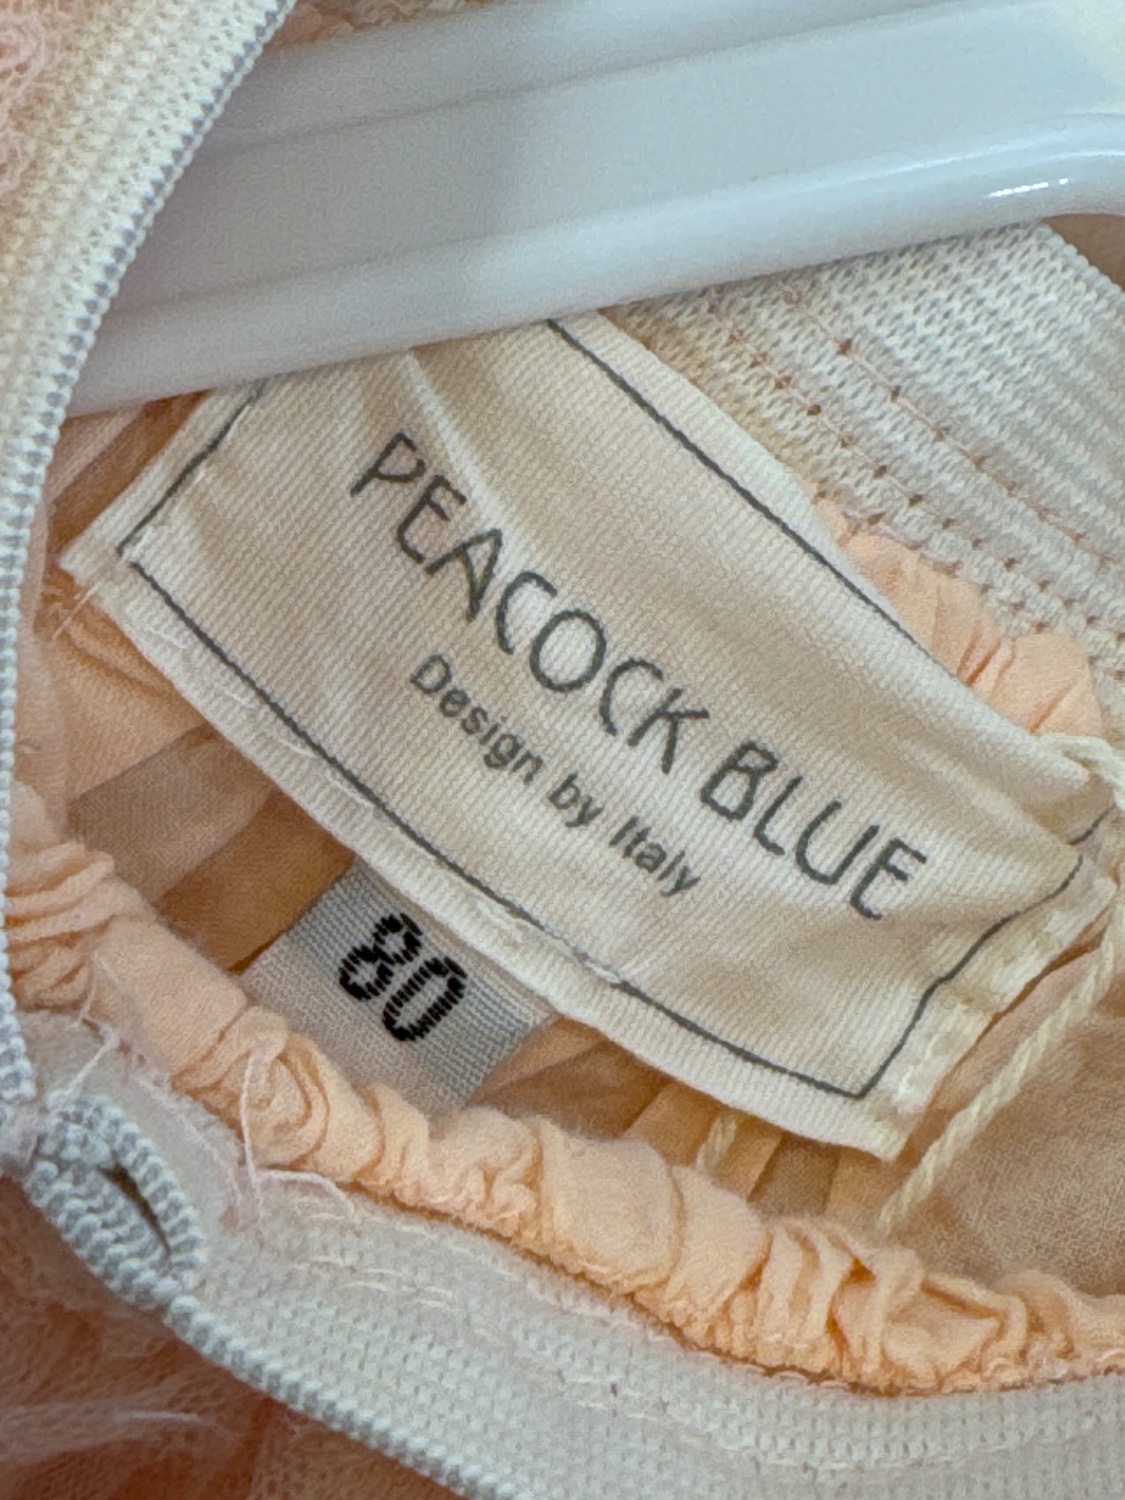 PEACOCK BLUE
Design by Italy
80